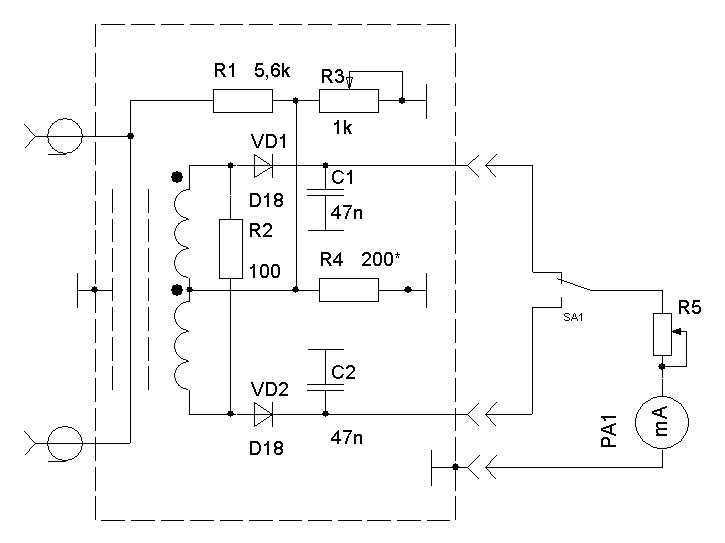 R1 5,6k
R3
1k
VD1
D18
C1
47n
R2
100
R4 200*
SA1
R5
C2
47n
VD2
D18
PA1
mA